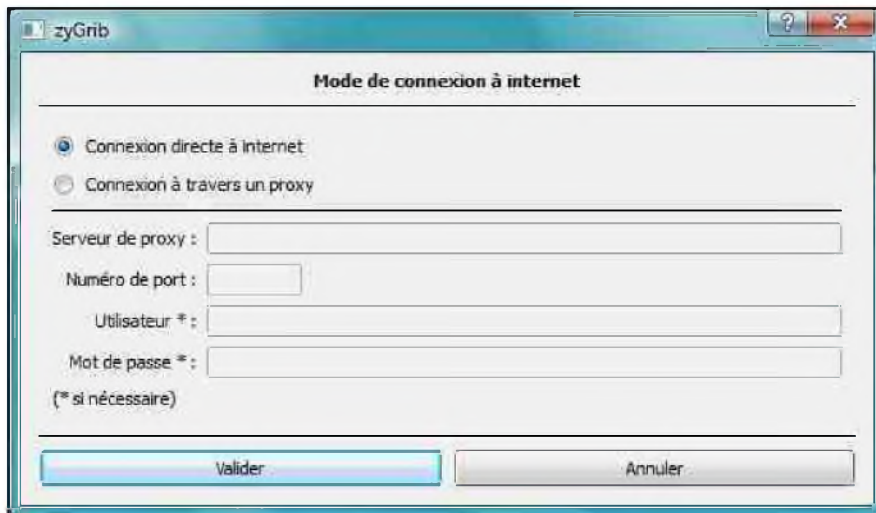 zyGrib
Mode de connexion à internet
Connexion directe à internet
Connexion à travers un proxy
Serveur de proxy :
Numéro de port :
Utilisateur * :
Mot de passe * :
(* si nécessaire)
Valider
Annuler